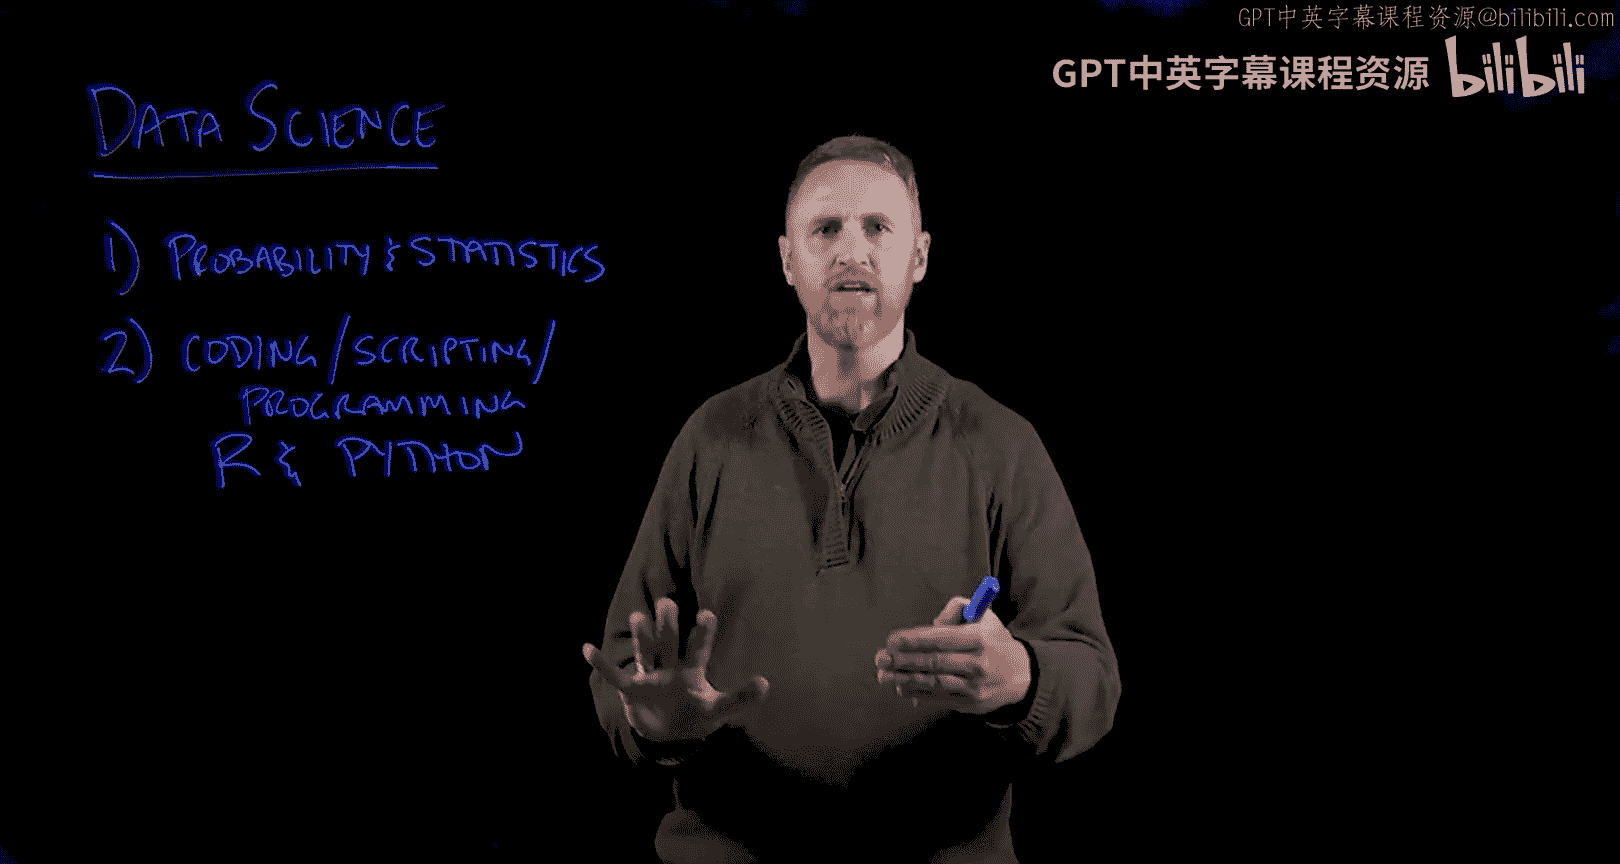 GPT中英字幕课程资源@bilibili.com
GPT中英字幕课程资源 bilibili
DATA SCIENCE
1) PROBABILITY & STATISTICS
2) CODING/SCRIPTING/
PROGRAMMING
R & PYTHON